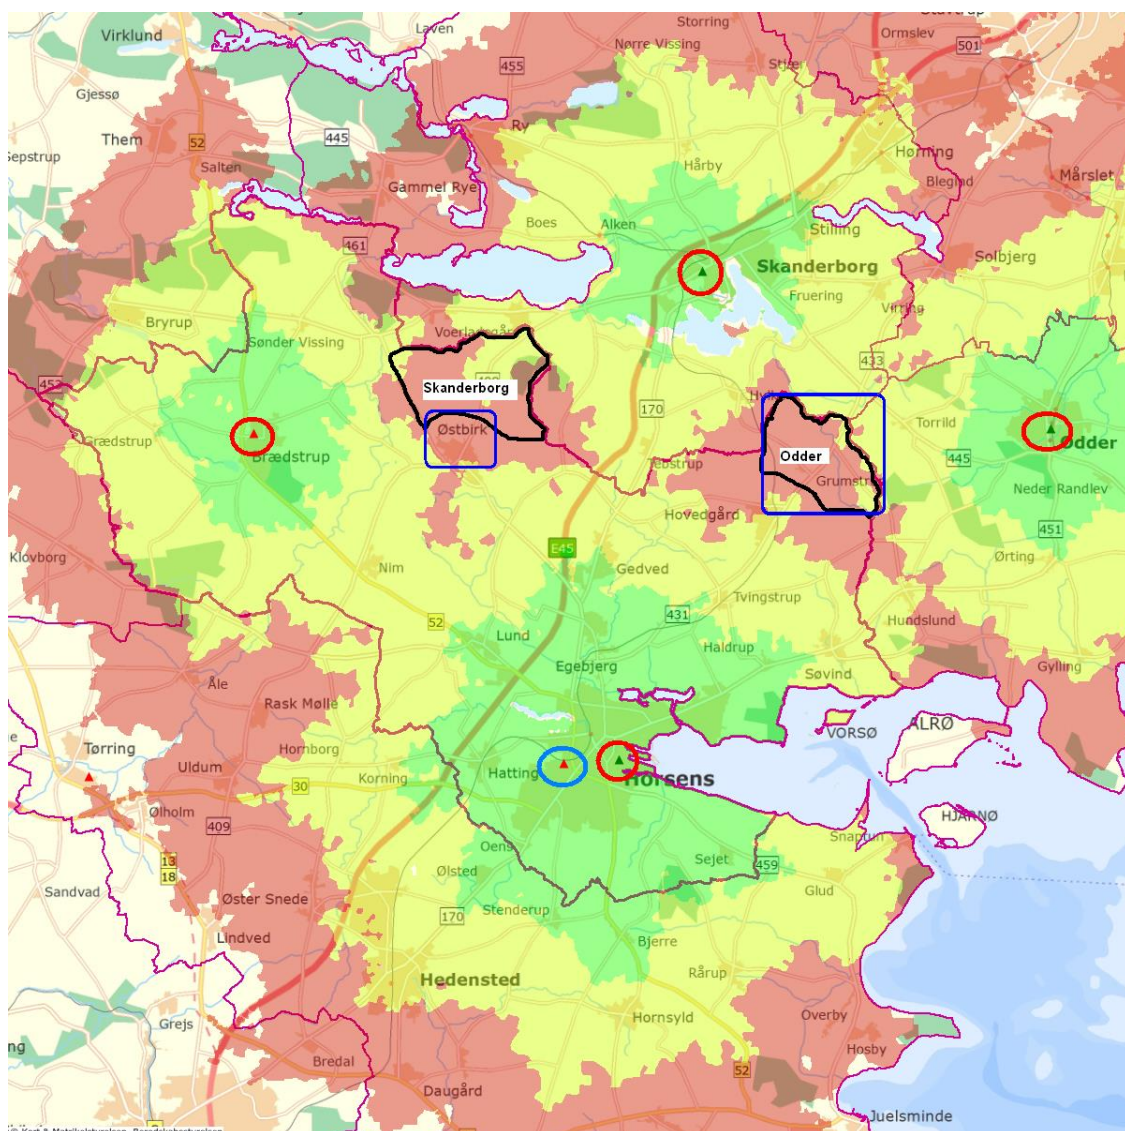 Storring
Laven
Virklund
Nørre Vissing
Ormslev
501
455
Gjessø
Them
445
52
Ry
Sepstrup
Salten
Hårby
Hørning
Mårslet
Gammel Rye
Blegind
Boes
Alken
Stilling
461
Solbjerg
Skanderborg
Fruering
Bryrup
Sønder Vissing
433
453
Skanderborg
170
Østbirk
Torrild
Grædstrup
Brædstrup
Odder
Odder
445
Grumstr
Neder Randlev
Hovedgård
451
Klovborg
E45
Ørting
Nim
Gedved
Tvingstrup
431
52
Lund
Hundslund
Haldrup
Egebjerg
Søvind
Gylling
Åle
Rask Mølle
ALRØ
VORSØ
Tørring
Hornborg
Uldum
Korning
Hatting
Horsens
30
Ølholm
HJARNØ
409
Snaptun
Oens
Sejet
459
13
18
Ølsted
Glud
Sandvad
Øster Snede
170
Stenderup
Lindved
Bjerre
Rårup
Hedensted
Hornsyld
Overby
Grejs
Hosby
Bredal
52
Daugård
Juelsminde